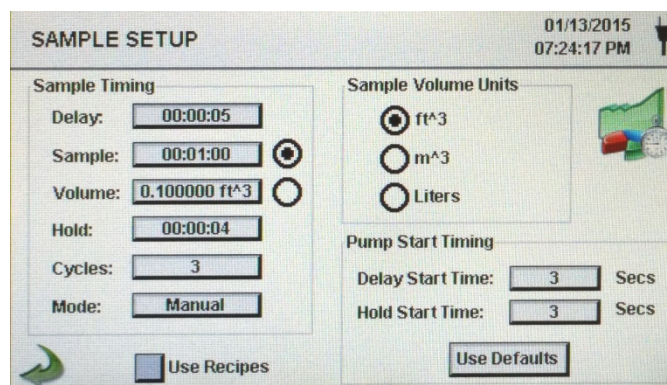 SAMPLE SETUP
01/13/2015
07:24:17 PM
Sample Timing
Delay: 00:00:05
Sample: 00:01:00
Volume: 0.100000 ft^3
Hold: 00:00:04
Cycles: 3
Mode: Manual
Use Recipes
Sample Volume Units
ft^3
m^3
Liters
Pump Start Timing
Delay Start Time: 3 Secs
Hold Start Time: 3 Secs
Use Defaults